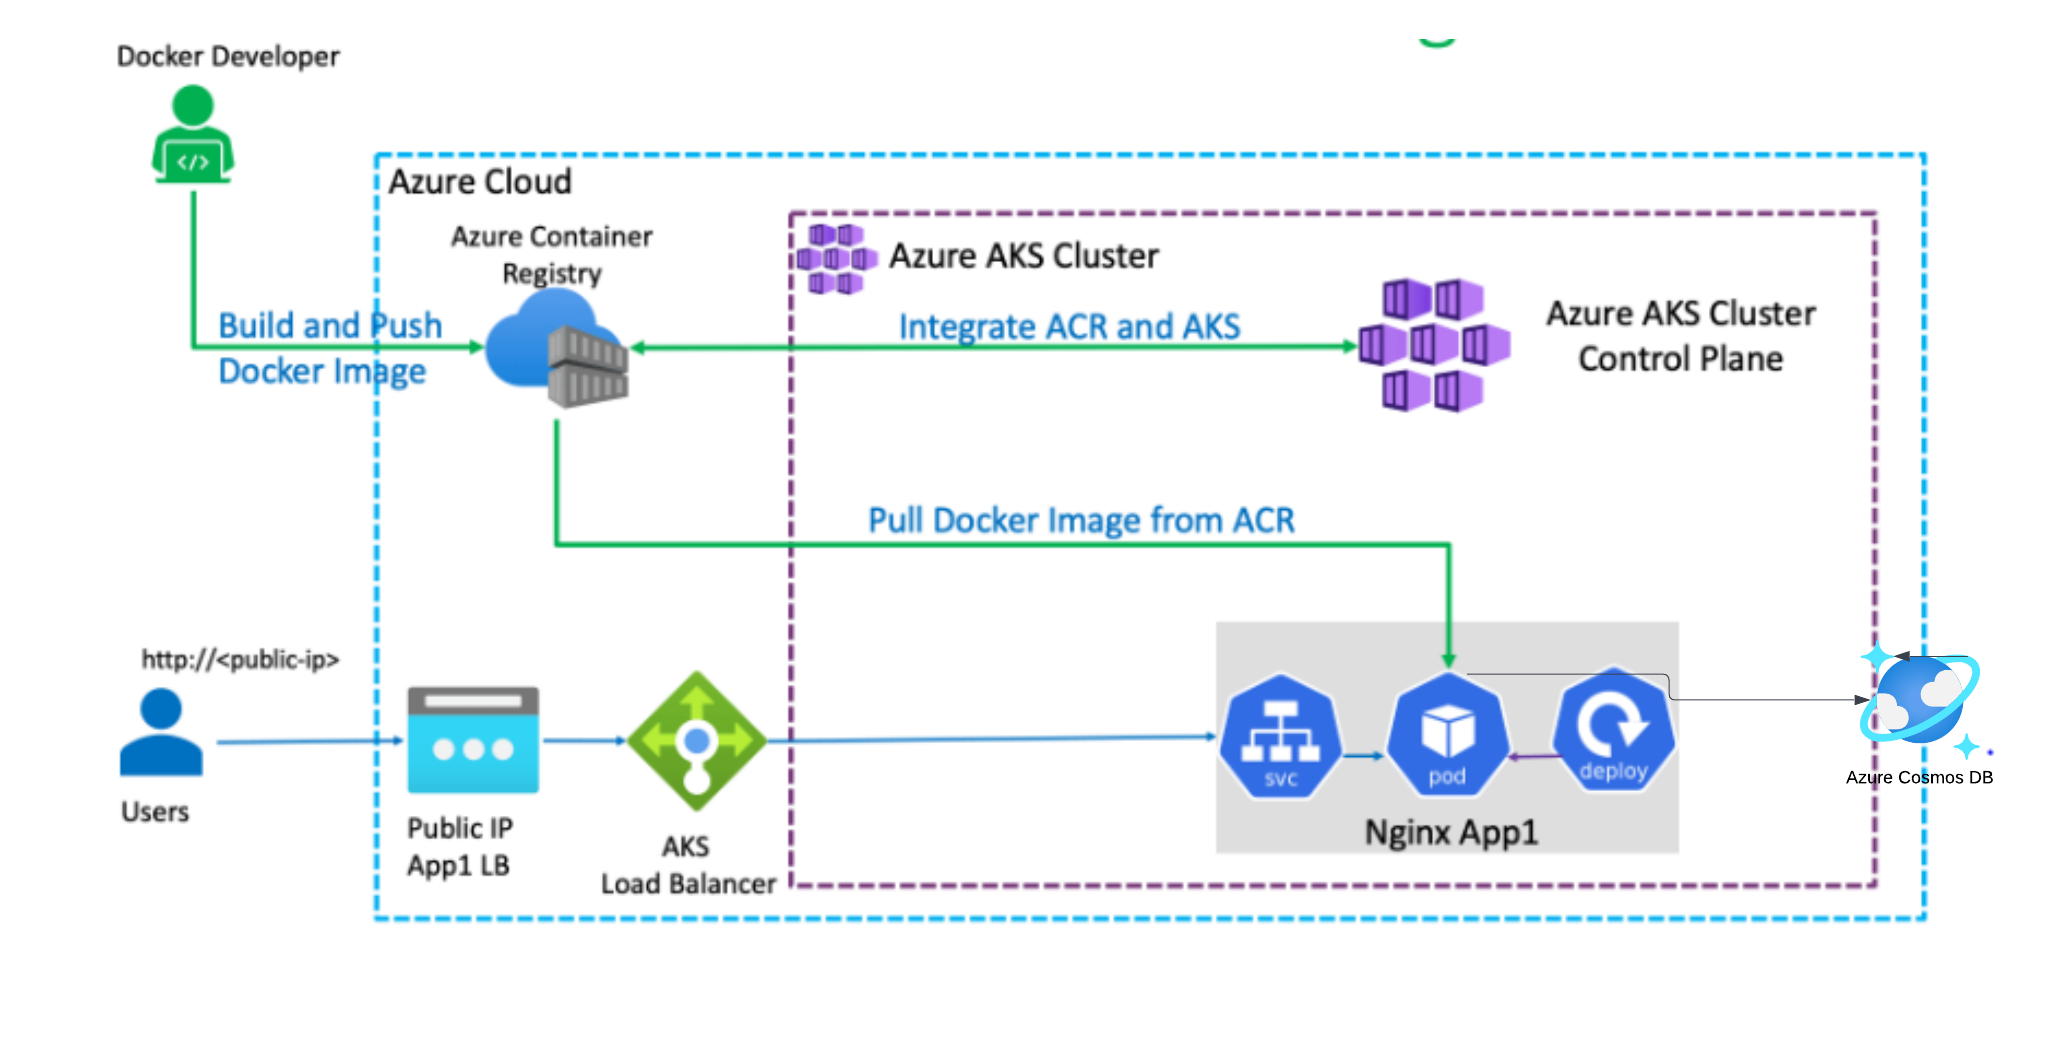 Docker Developer
</>
Azure Cloud
Azure Container
Registry
Azure AKS Cluster
Build and Push
Docker Image
Integrate ACR and AKS
Azure AKS Cluster
Control Plane
Pull Docker Image from ACR
http://<public-ip>
Users
Public IP
App1 LB
AKS
Load Balancer
svc
pod
deploy
Nginx App1
Azure Cosmos DB